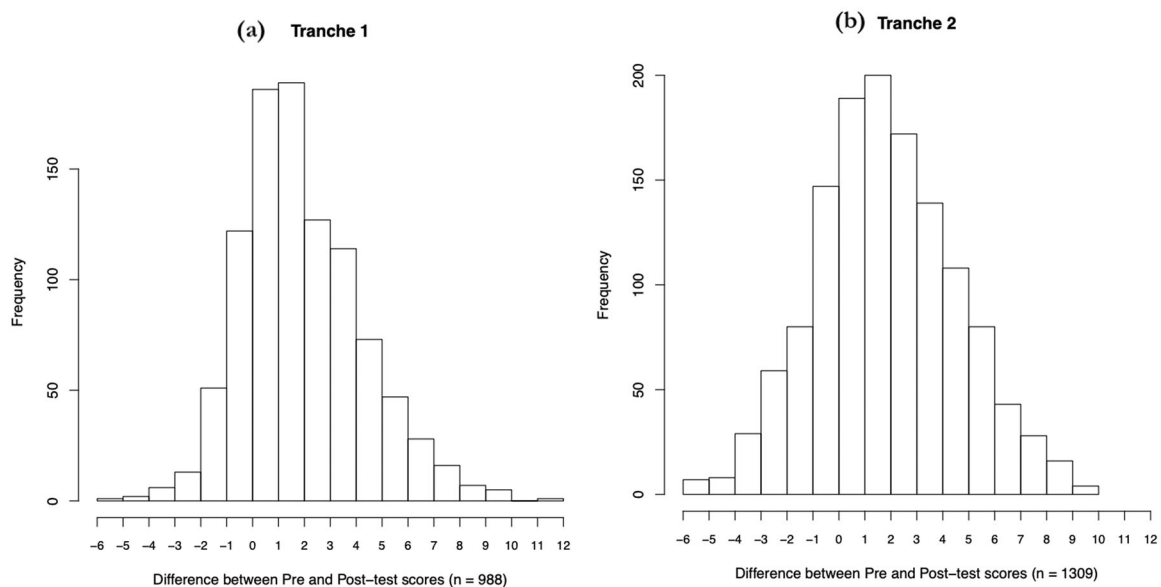 (a) Tranche 1
Frequency
150
100
50
0
−6 −5 −4 −3 −2 −1 0 1 2 3 4 5 6 7 8 9 10 11 12
Difference between Pre and Post−test scores (n = 988)
(b) Tranche 2
Frequency
200
150
100
50
0
−6 −5 −4 −3 −2 −1 0 1 2 3 4 5 6 7 8 9 10 11 12
Difference between Pre and Post−test scores (n = 1309)